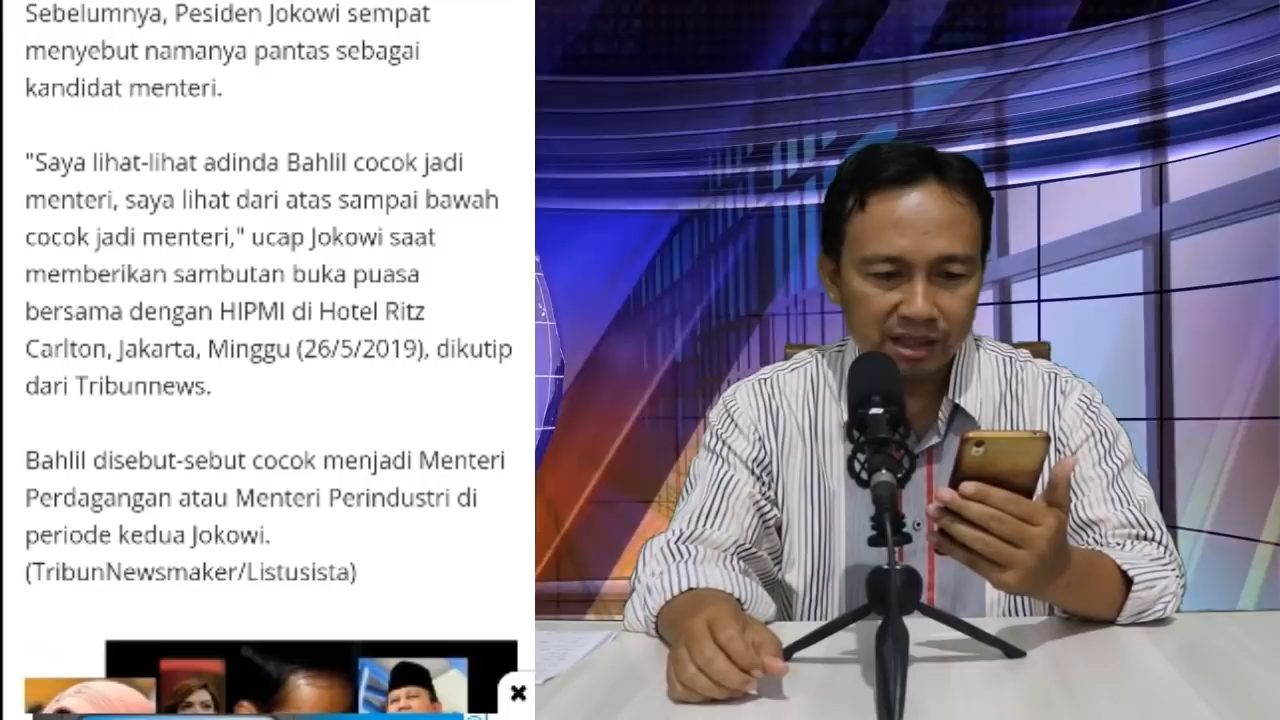 Sebelumnya, Pesiden Jokowi sempat
menyebut namanya pantas sebagai
kandidat menteri.
"Saya lihat-lihat adinda Bahlil cocok jadi
menteri, saya lihat dari atas sampai bawah
cocok jadi menteri," ucap Jokowi saat
memberikan sambutan buka puasa
bersama dengan HIPMI di Hotel Ritz
Carlton, Jakarta, Minggu (26/5/2019), dikutip
dari Tribunnews.
Bahlil disebut-sebut cocok menjadi Menteri
Perdagangan atau Menteri Perindustri di
periode kedua Jokowi.
(TribunNewsmaker/Listusista)